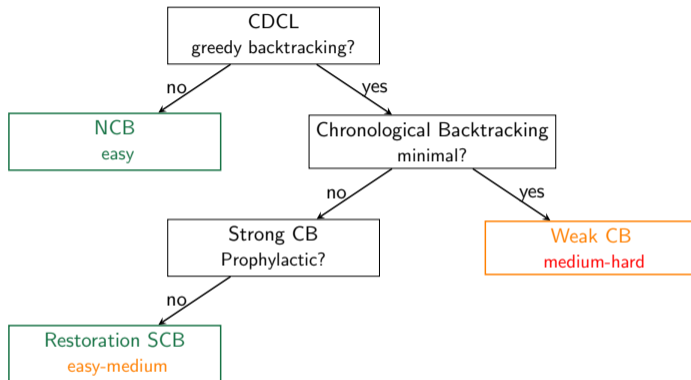 CDCL
greedy backtracking?
no
yes
NCB
easy
Chronological Backtracking
minimal?
no
yes
Strong CB
Prophylactic?
Weak CB
medium-hard
no
Restoration SCB
easy-medium